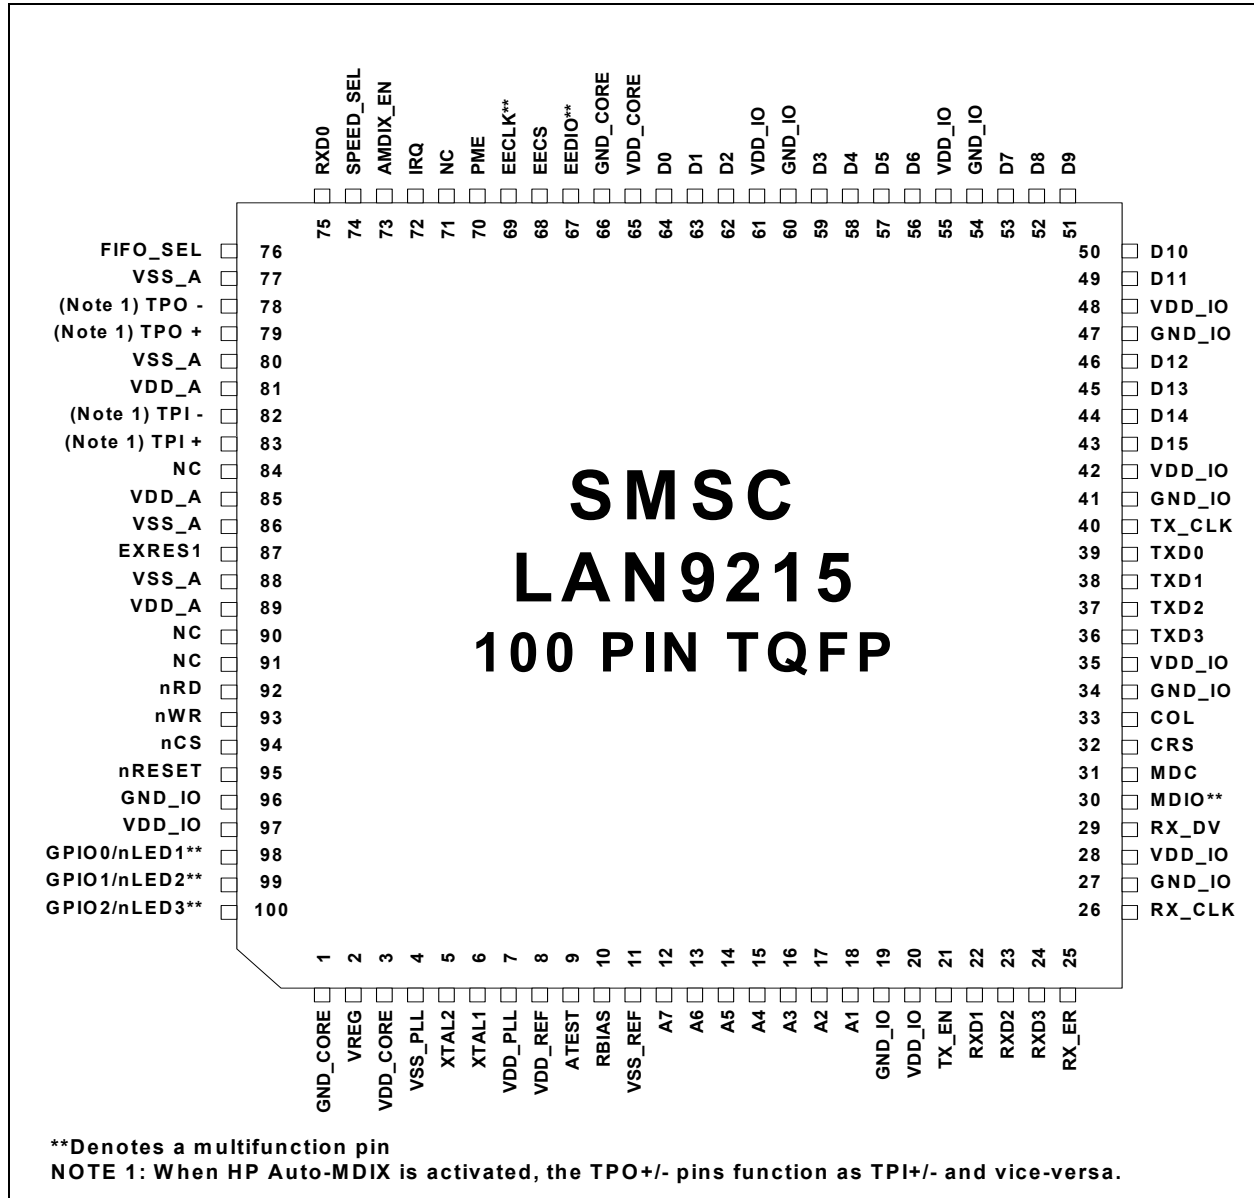 RXD0
SPEED_SEL
AMDIX_EN
IRQ
NC
PME
EECLK**
EECS
EEDIO**
GND_CORE
VDD_CORE
D0
D1
D2
VDD_IO
GND_IO
D3
D4
D5
D6
VDD_IO
GND_IO
D7
D8
D9
75
74
73
72
71
70
69
68
67
66
65
64
63
62
61
60
59
58
57
56
55
54
53
52
51
FIFO_SEL 76
VSS_A 77
(Note 1) TPO - 78
(Note 1) TPO + 79
VSS_A 80
VDD_A 81
(Note 1) TPI - 82
(Note 1) TPI + 83
NC 84
VDD_A 85
VSS_A 86
EXRES1 87
VSS_A 88
VDD_A 89
NC 90
NC 91
nRD 92
nWR 93
nCS 94
nRESET 95
GND_IO 96
VDD_IO 97
GPIO0/nLED1** 98
GPIO1/nLED2** 99
GPIO2/nLED3** 100
SMSC
LAN9215
100 PIN TQFP
50 D10
49 D11
48 VDD_IO
47 GND_IO
46 D12
45 D13
44 D14
43 D15
42 VDD_IO
41 GND_IO
40 TX_CLK
39 TXD0
38 TXD1
37 TXD2
36 TXD3
35 VDD_IO
34 GND_IO
33 COL
32 CRS
31 MDC
30 MDIO**
29 RX_DV
28 VDD_IO
27 GND_IO
26 RX_CLK
1
2
3
4
5
6
7
8
9
10
11
12
13
14
15
16
17
18
19
20
21
22
23
24
25
GND_CORE
VREG
VDD_CORE
VSS_PLL
XTAL2
XTAL1
VDD_PLL
VDD_REF
ATEST
RBIAS
VSS_REF
A7
A6
A5
A4
A3
A2
A1
GND_IO
VDD_IO
TX_EN
RXD1
RXD2
RXD3
RX_ER
**Denotes a multifunction pin
NOTE 1: When HP Auto-MDIX is activated, the TPO+/- pins function as TPI+/- and vice-versa.